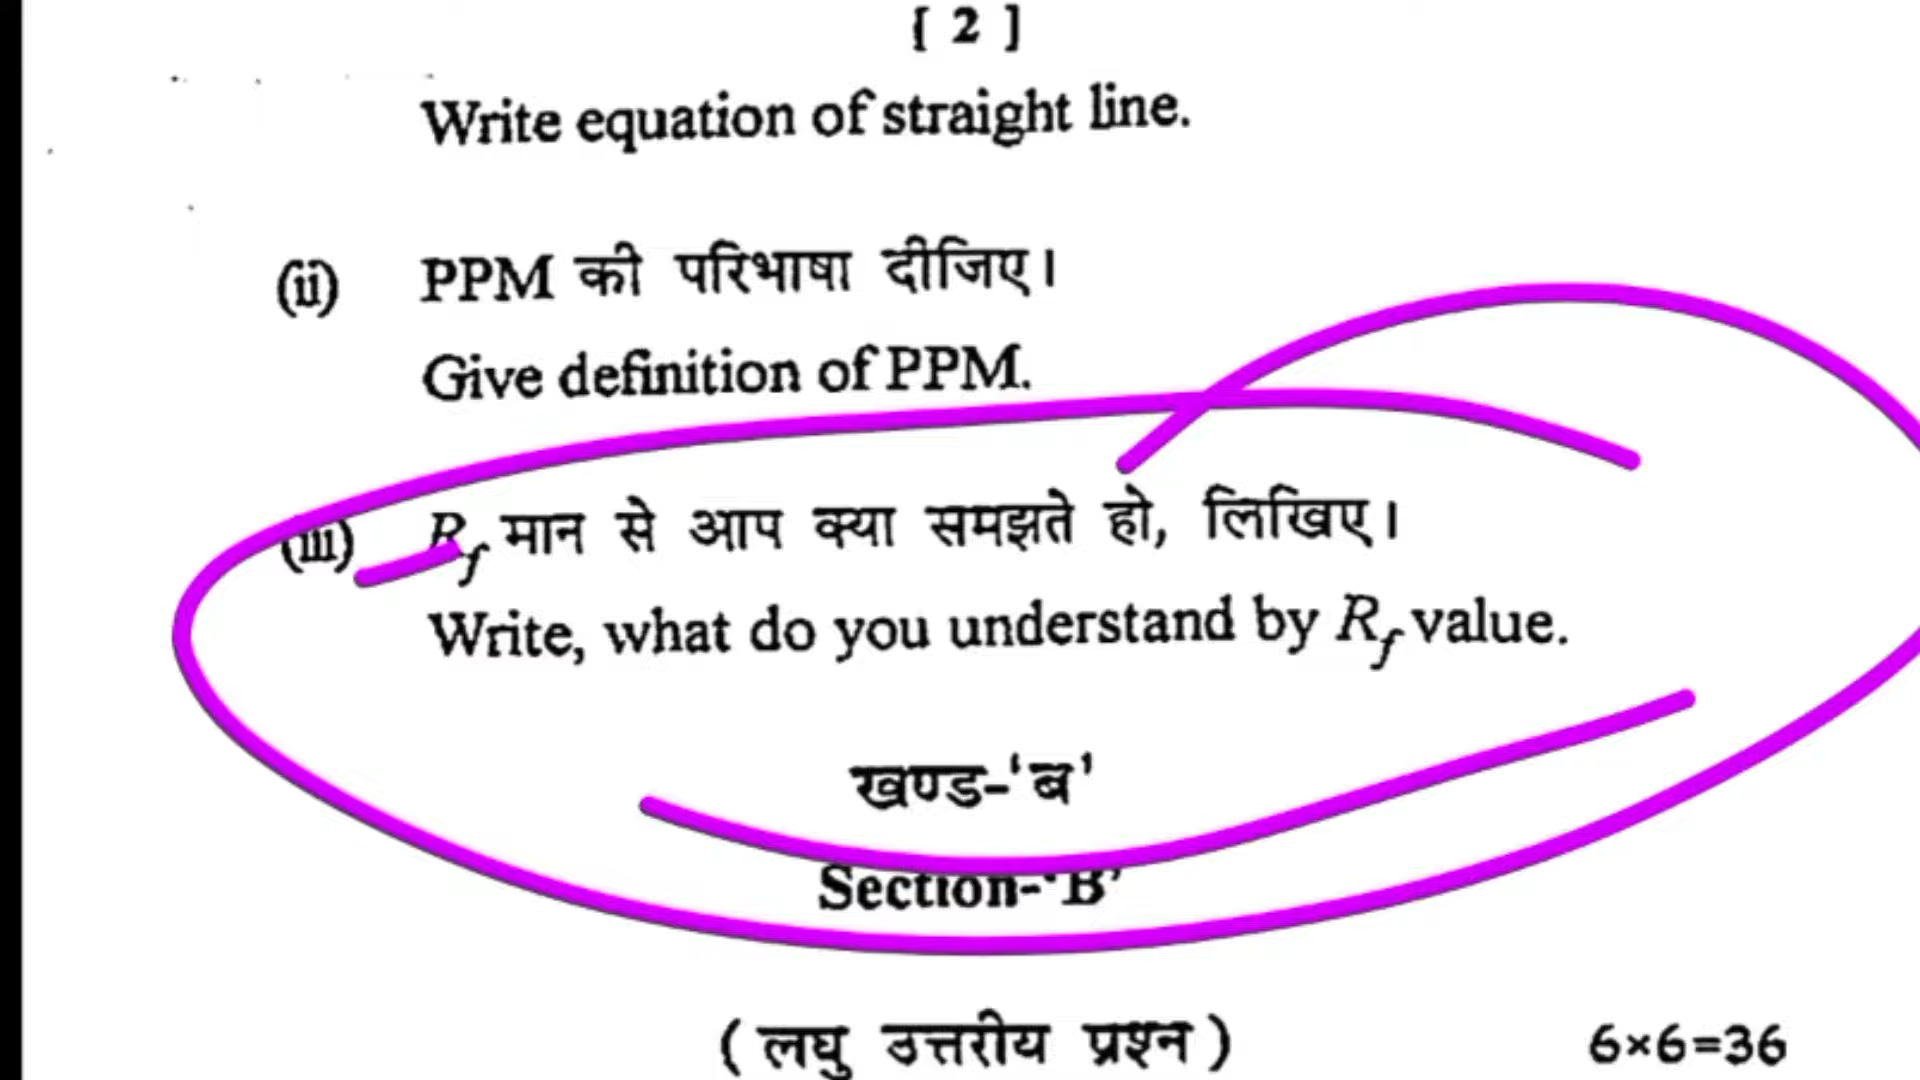 [ 2 ]
Write equation of straight line.
(ii) PPM की परिभाषा दीजिए।
Give definition of PPM.
(iii) Rf मान से आप क्या समझते हो, लिखिए।
Write, what do you understand by Rf value.
खण्ड-‘ब’
Section-‘B’
( लघु उत्तरीय प्रश्न ) 6×6=36